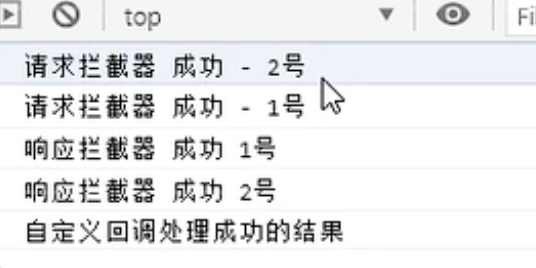 top
Fi
请求拦截器 成功 - 2号
请求拦截器 成功 - 1号
响应拦截器 成功 1号
响应拦截器 成功 2号
自定义回调处理成功的结果